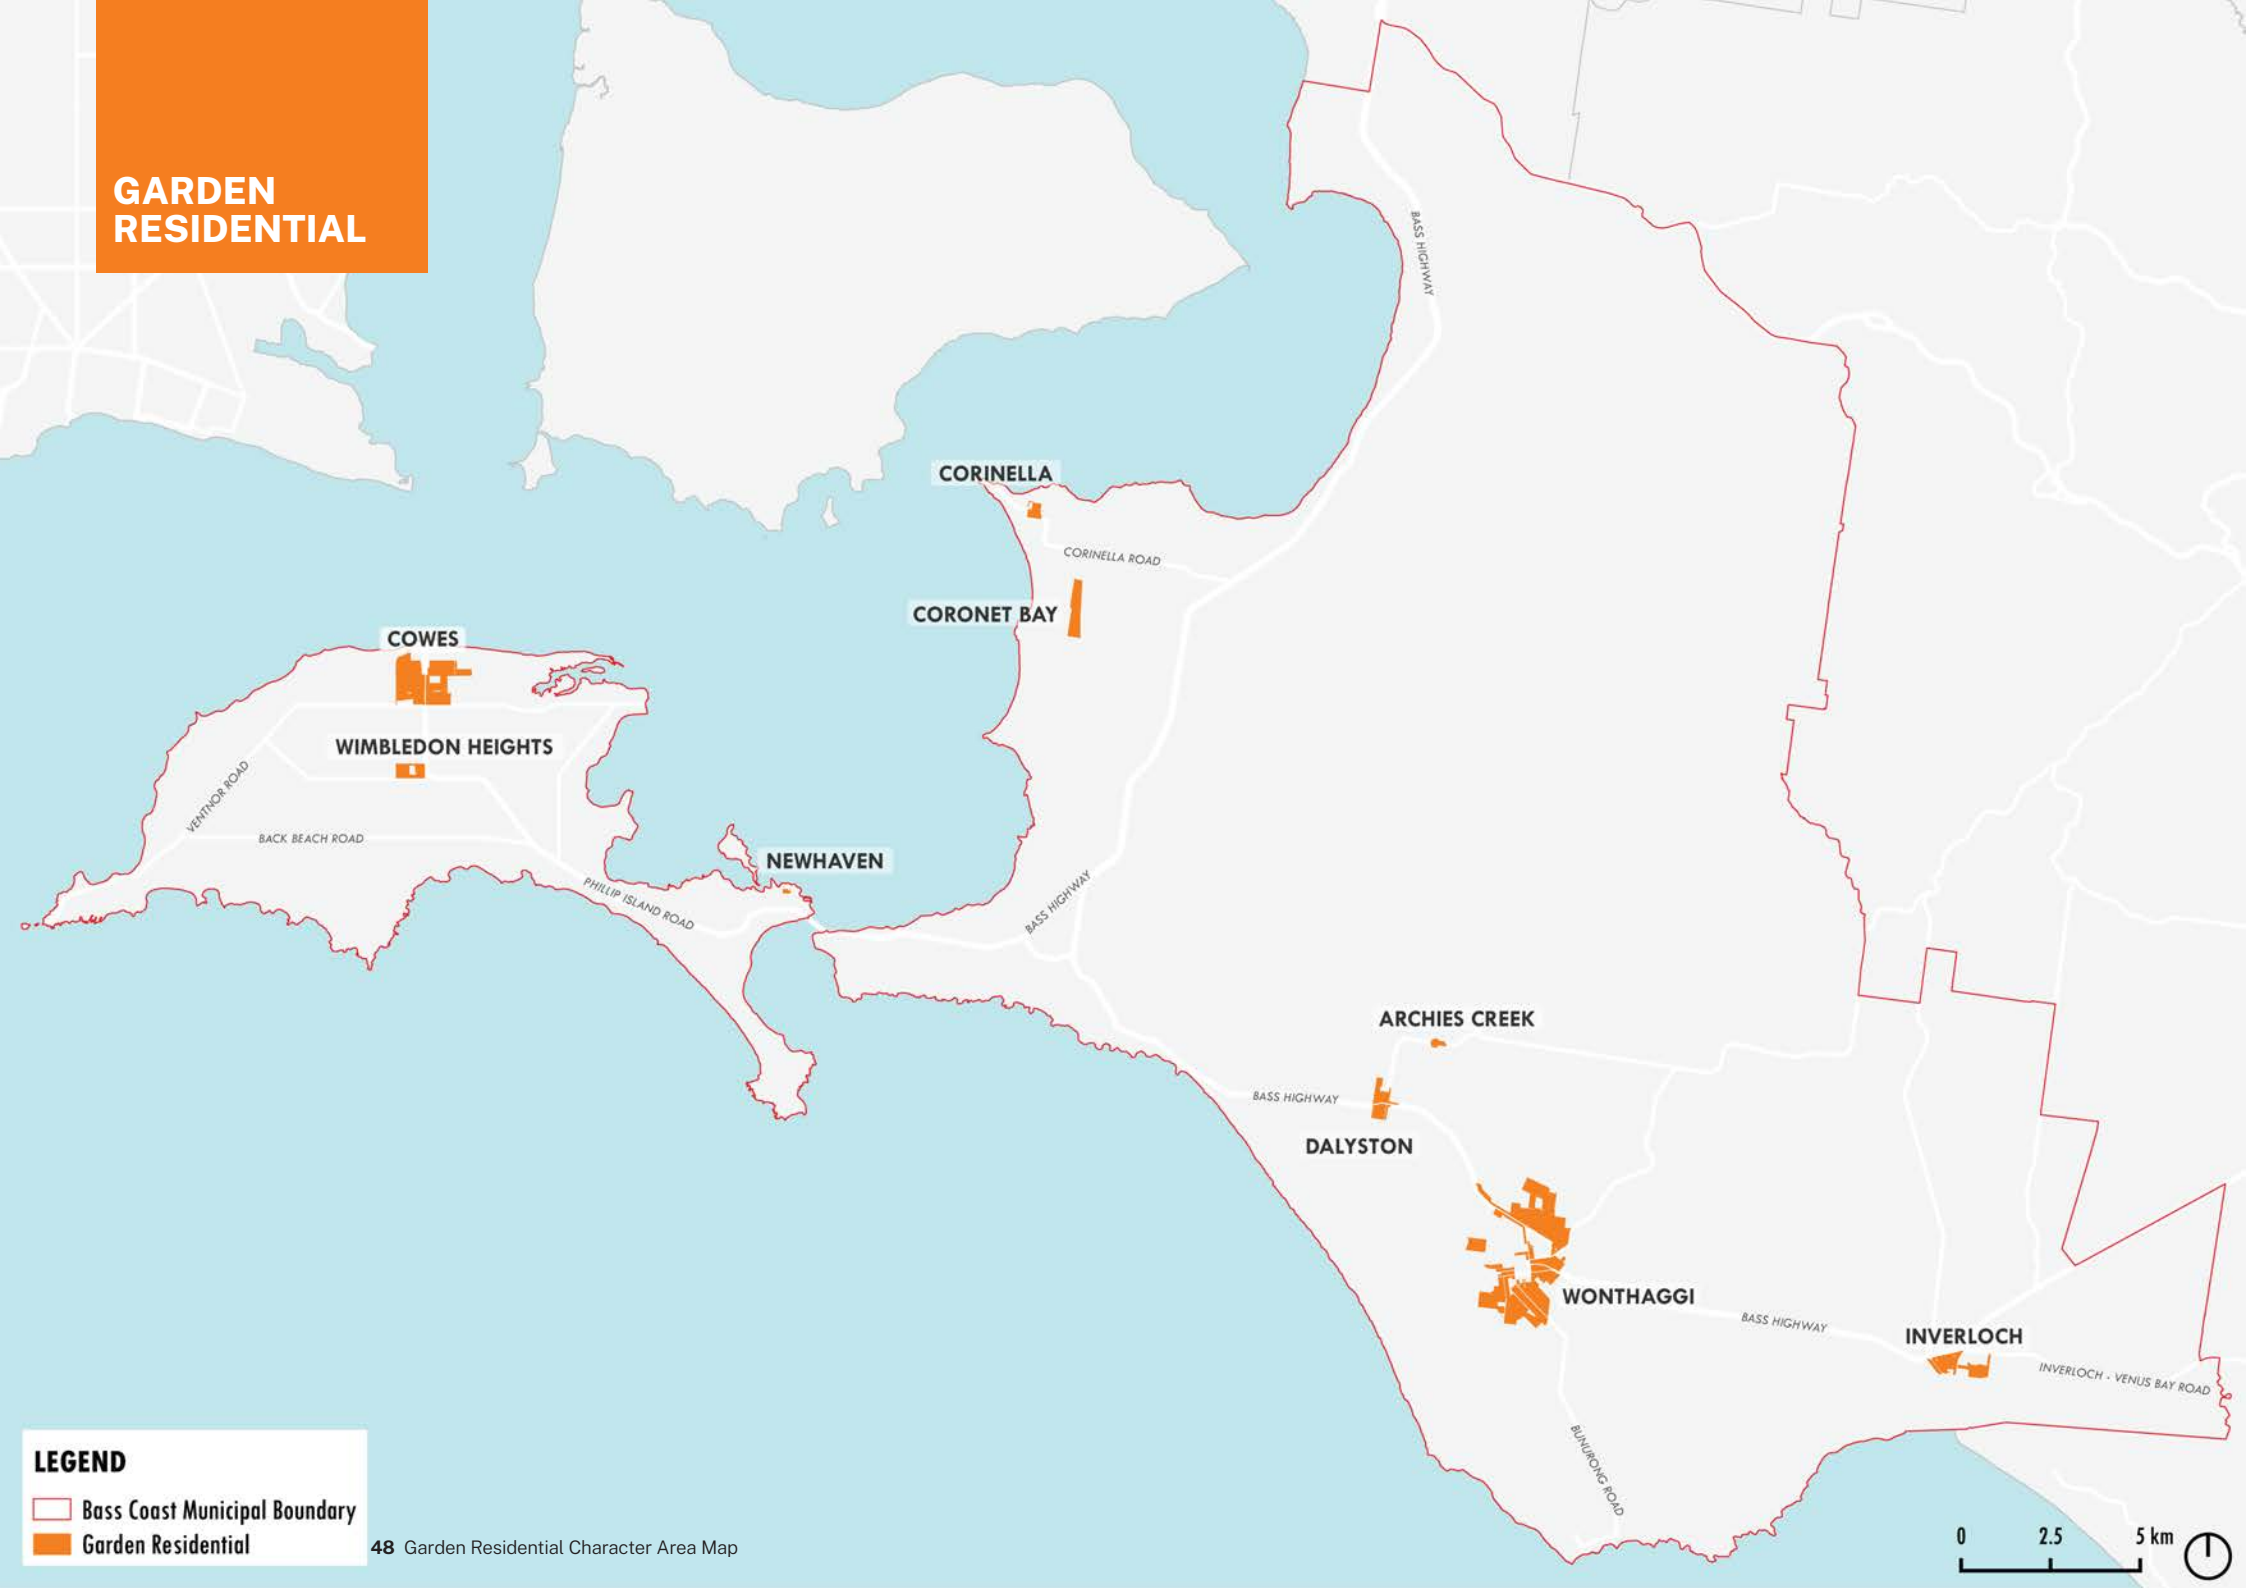 GARDEN
RESIDENTIAL
BASS HIGHWAY
CORINELLA
CORINELLA ROAD
CORONET BAY
COWES
WIMBLEDON HEIGHTS
VENTNOR ROAD
BACK BEACH ROAD
NEWHAVEN
PHILLIP ISLAND ROAD
BASS HIGHWAY
ARCHIES CREEK
BASS HIGHWAY
DALYSTON
WONTHAGGI
BASS HIGHWAY
INVERLOCH
INVERLOCH - VENUS BAY ROAD
BUNURONG ROAD
LEGEND
Bass Coast Municipal Boundary
Garden Residential
48 Garden Residential Character Area Map
0 2.5 5 km